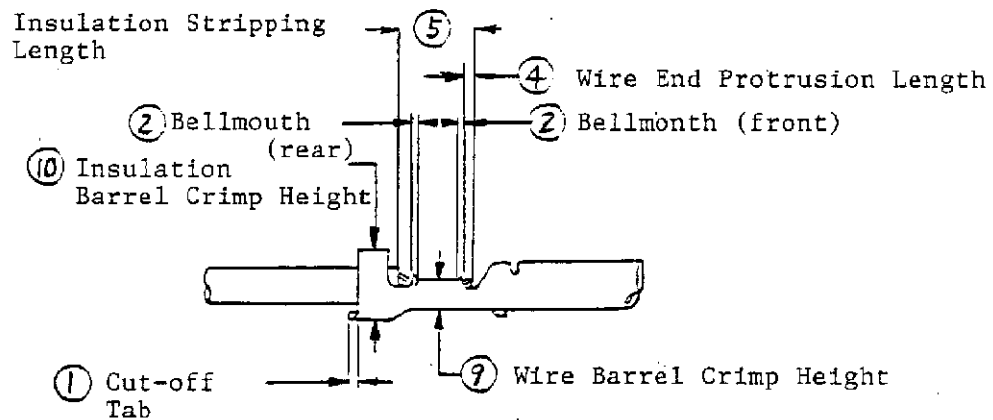 Insulation Stripping
Length
⑤
④ Wire End Protrusion Length
② Bellmouth
(rear)
② Bellmonth (front)
⑩ Insulation
Barrel Crimp Height
① Cut-off
Tab
⑨ Wire Barrel Crimp Height